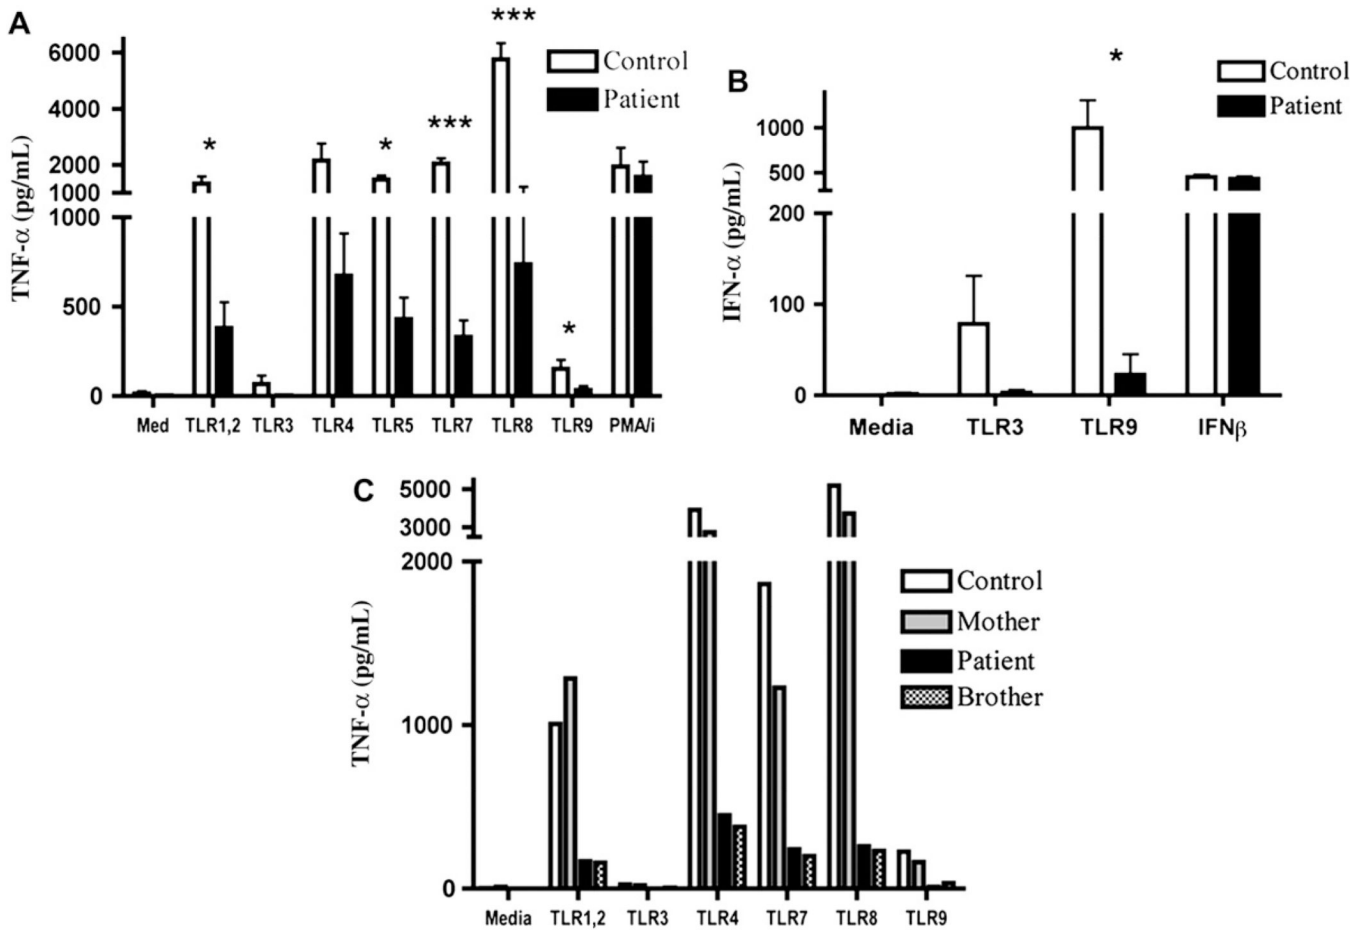 A
TNF-α (pg/mL)
6000
4000
2000
1000
1000
500
0
*
*
***
***
*
Control
Patient
Med TLR1,2 TLR3 TLR4 TLR5 TLR7 TLR8 TLR9 PMA/i
B
IFN-α (pg/mL)
1000
500
200
100
0
*
Control
Patient
Media TLR3 TLR9 IFNβ
C
TNF-α (pg/mL)
5000
3000
2000
1000
0
Control
Mother
Patient
Brother
Media TLR1,2 TLR3 TLR4 TLR7 TLR8 TLR9